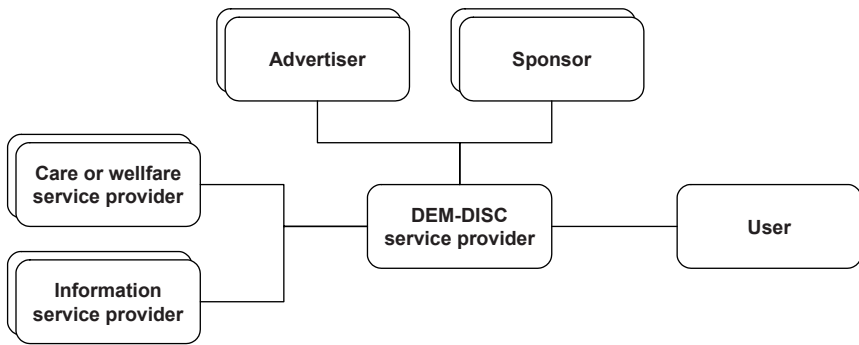 Advertiser
Sponsor
Care or wellfare
service provider
DEM-DISC
service provider
User
Information
service provider